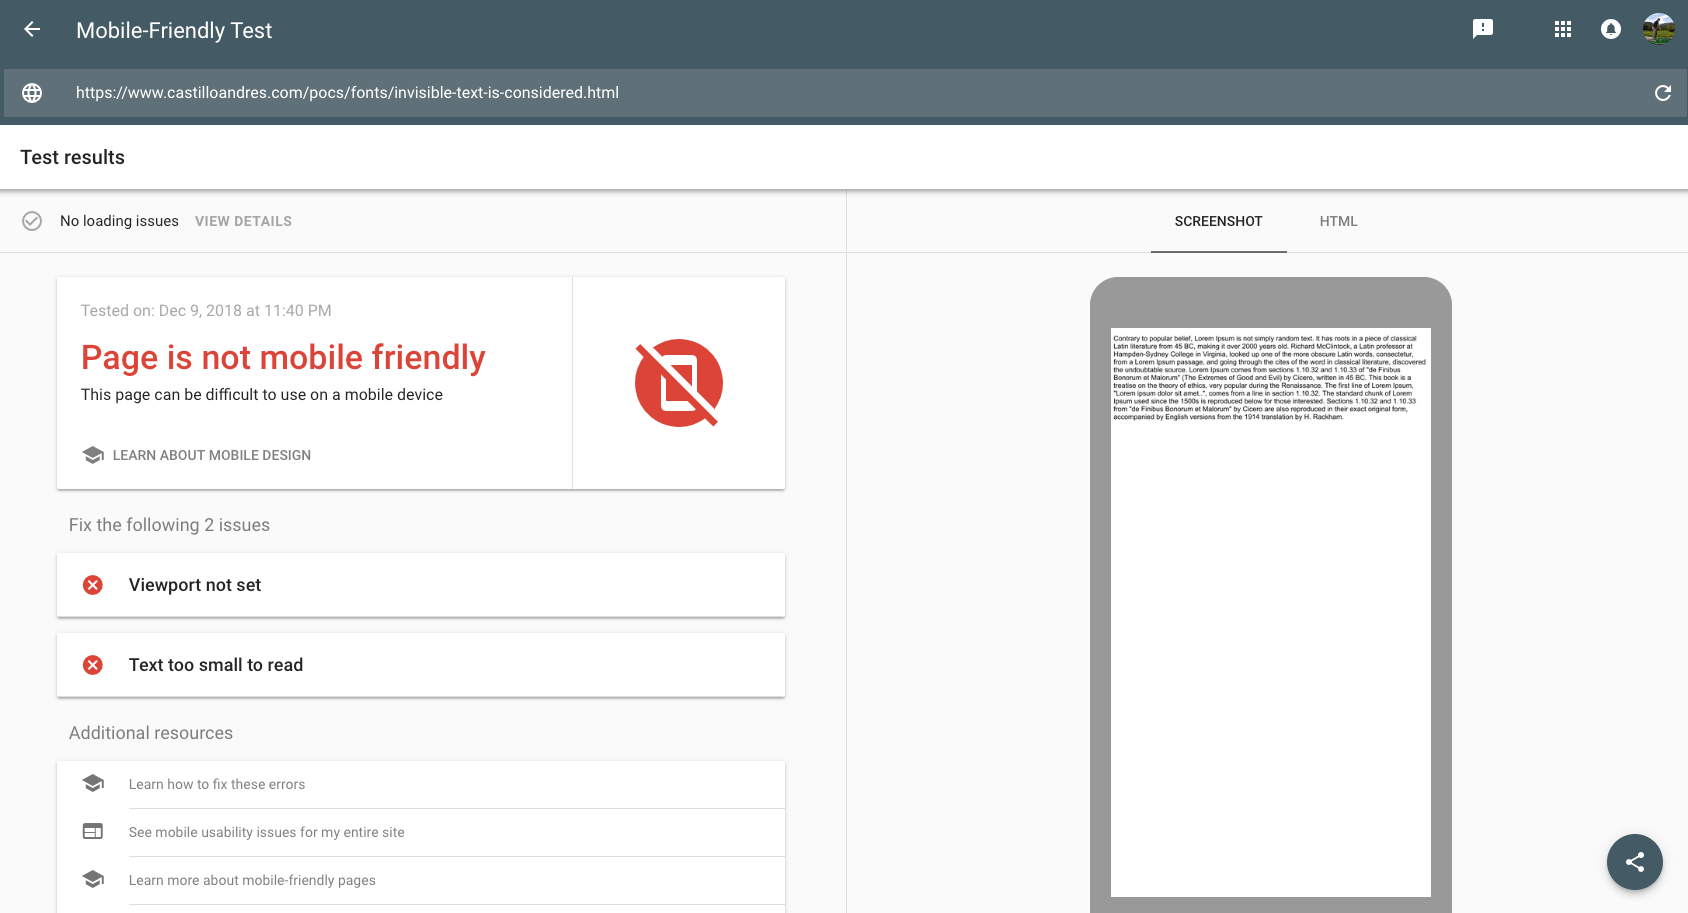 Mobile-Friendly Test
https://www.castilloandres.com/pocs/fonts/invisible-text-is-considered.html
Test results
No loading issues VIEW DETAILS
Tested on: Dec 9, 2018 at 11:40 PM
Page is not mobile friendly
This page can be difficult to use on a mobile device
LEARN ABOUT MOBILE DESIGN
Fix the following 2 issues
Viewport not set
Text too small to read
Additional resources
Learn how to fix these errors
See mobile usability issues for my entire site
Learn more about mobile-friendly pages
SCREENSHOT HTML
Contrary to popular belief, Lorem Ipsum is not simply random text. It has roots in a piece of classical
Latin literature from 45 BC, making it over 2000 years old. Richard McClintock, a Latin professor at
Hampden-Sydney College in Virginia, looked up one of the more obscure Latin words, consectetur,
from a Lorem Ipsum passage, and going through the cites of the word in classical literature, discovered
the undoubtable source. Lorem Ipsum comes from sections 1.10.32 and 1.10.33 of "de Finibus
Bonorum et Malorum" (The Extremes of Good and Evil) by Cicero, written in 45 BC. This book is a
treatise on the theory of ethics, very popular during the Renaissance. The first line of Lorem Ipsum,
"Lorem ipsum dolor sit amet..", comes from a line in section 1.10.32. The standard chunk of Lorem
Ipsum used since the 1500s is reproduced below for those interested. Sections 1.10.32 and 1.10.33
from "de Finibus Bonorum et Malorum" by Cicero are also reproduced in their exact original form,
accompanied by English versions from the 1914 translation by H. Rackham.